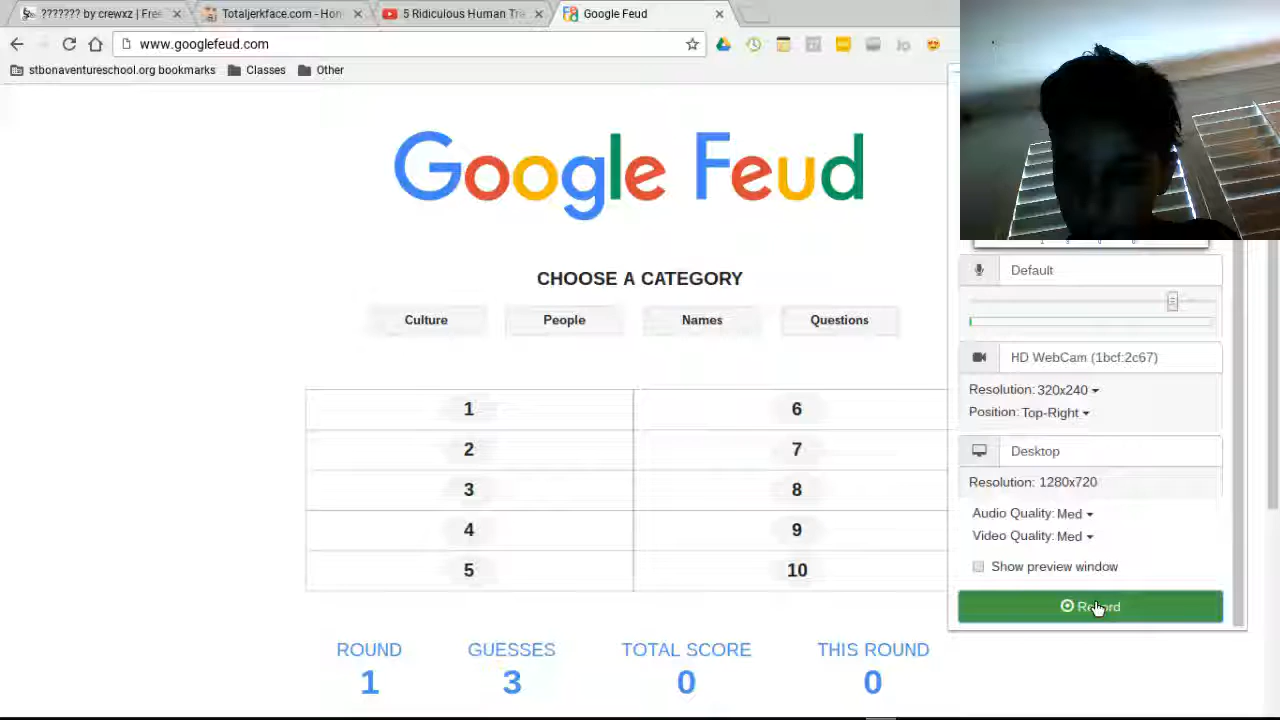 ??????? by crewxz | Free
Totaljerkface.com - Hon
5 Ridiculous Human Tra
Google Feud
www.googlefeud.com
stbonaventureschool.org bookmarks
Classes
Other
Google Feud
CHOOSE A CATEGORY
Culture
People
Names
Questions
1
6
2
7
3
8
4
9
5
10
ROUND
GUESSES
TOTAL SCORE
THIS ROUND
1
3
0
0
Default
HD WebCam (1bcf:2c67)
Resolution: 320x240
Position: Top-Right
Desktop
Resolution: 1280x720
Audio Quality: Med
Video Quality: Med
Show preview window
Record